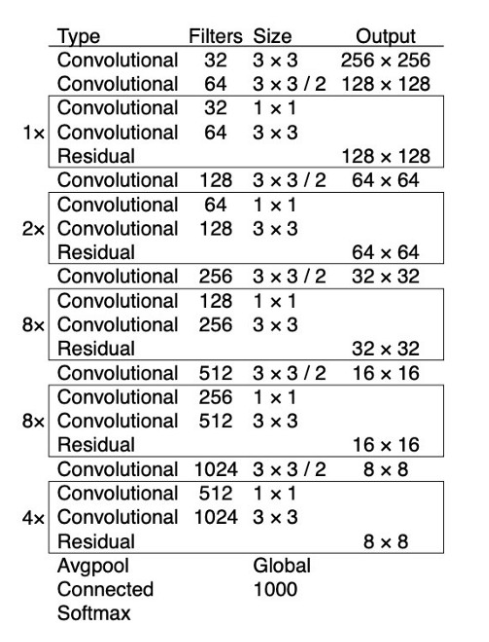 Type Filters Size Output
Convolutional 32 3 × 3 256 × 256
Convolutional 64 3 × 3 / 2 128 × 128
Convolutional 32 1 × 1
1× Convolutional 64 3 × 3
Residual 128 × 128
Convolutional 128 3 × 3 / 2 64 × 64
Convolutional 64 1 × 1
2× Convolutional 128 3 × 3
Residual 64 × 64
Convolutional 256 3 × 3 / 2 32 × 32
Convolutional 128 1 × 1
8× Convolutional 256 3 × 3
Residual 32 × 32
Convolutional 512 3 × 3 / 2 16 × 16
Convolutional 256 1 × 1
8× Convolutional 512 3 × 3
Residual 16 × 16
Convolutional 1024 3 × 3 / 2 8 × 8
Convolutional 512 1 × 1
4× Convolutional 1024 3 × 3
Residual 8 × 8
Avgpool Global
Connected 1000
Softmax